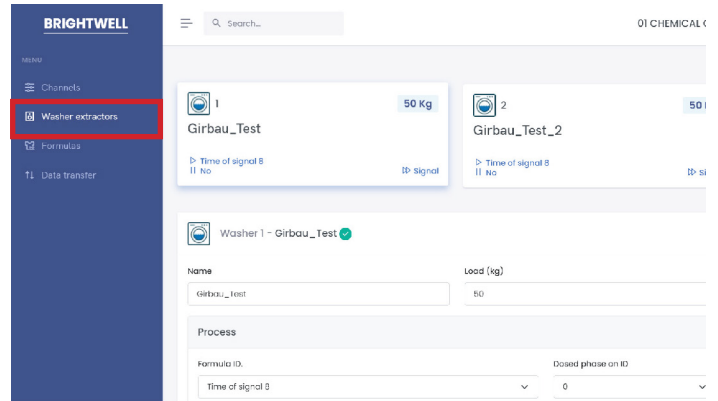 BRIGHTWELL
Search...
01 CHEMICAL
MENU
Channels
Washer extractors
Formulas
Data transfer
1
50 Kg
Girbau_Test
Time of signal 8
No
Signal
2
50
Girbau_Test_2
Time of signal 8
No
Washer 1 - Girbau_Test
Name
Load (kg)
Girbau_Test
50
Process
Formula ID.
Dosed phase an ID
Time of signal 8
0